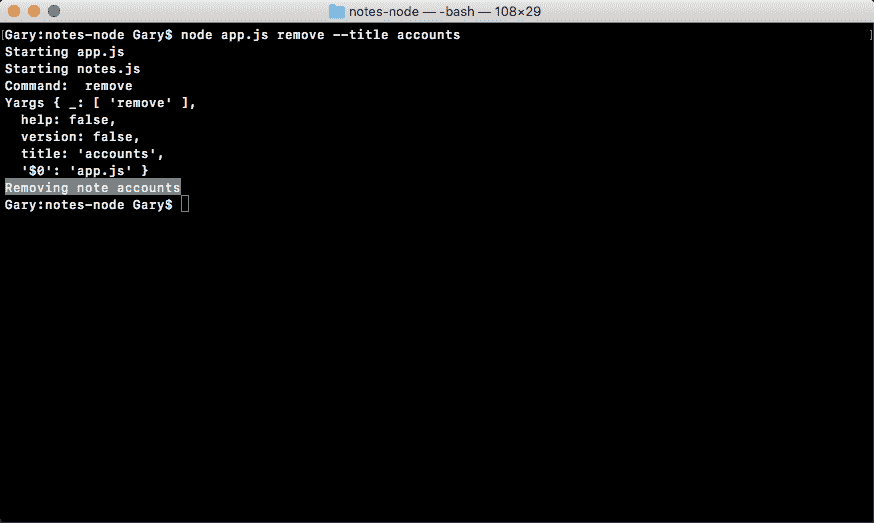 notes-node — -bash — 108×29
[Gary:notes-node Gary$ node app.js remove --title accounts ]
Starting app.js
Starting notes.js
Command:  remove
Yargs { _: [ 'remove' ],
  help: false,
  version: false,
  title: 'accounts',
  '$0': 'app.js' }
Removing note accounts
Gary:notes-node Gary$